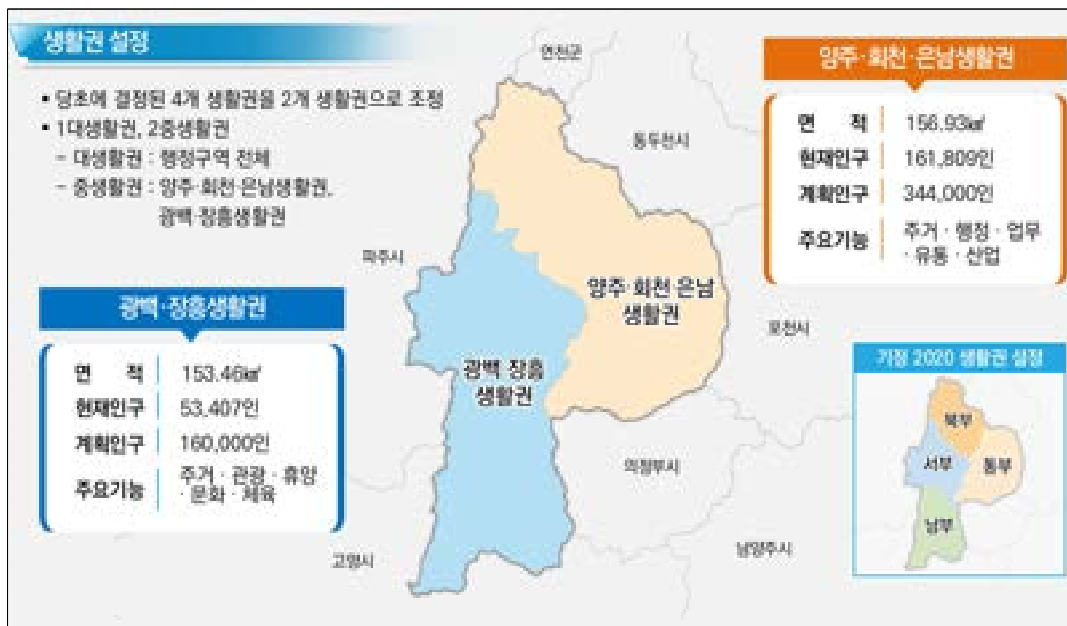 생활권 설정
▪ 당초에 결정된 4개 생활권을 2개 생활권으로 조정
▪ 1대생활권, 2중생활권
- 대생활권 : 행정구역 전체
- 중생활권 : 양주·회천·은남생활권,
광백·장흥생활권
광백·장흥생활권
면 적 153.46㎢
현재인구 53,407인
계획인구 160,000인
주요기능 주거 · 관광 · 휴양
· 문화 · 체육
연천군
동두천시
파주시
양주·회천·은남
생활권
광백·장흥
생활권
포천시
의정부시
고양시
남양주시
양주·회천·은남생활권
면 적 156.93㎢
현재인구 161,809인
계획인구 344,000인
주요기능 주거 · 행정 · 업무
· 유통 · 산업
기정 2020 생활권 설정
북부
서부
동부
남부